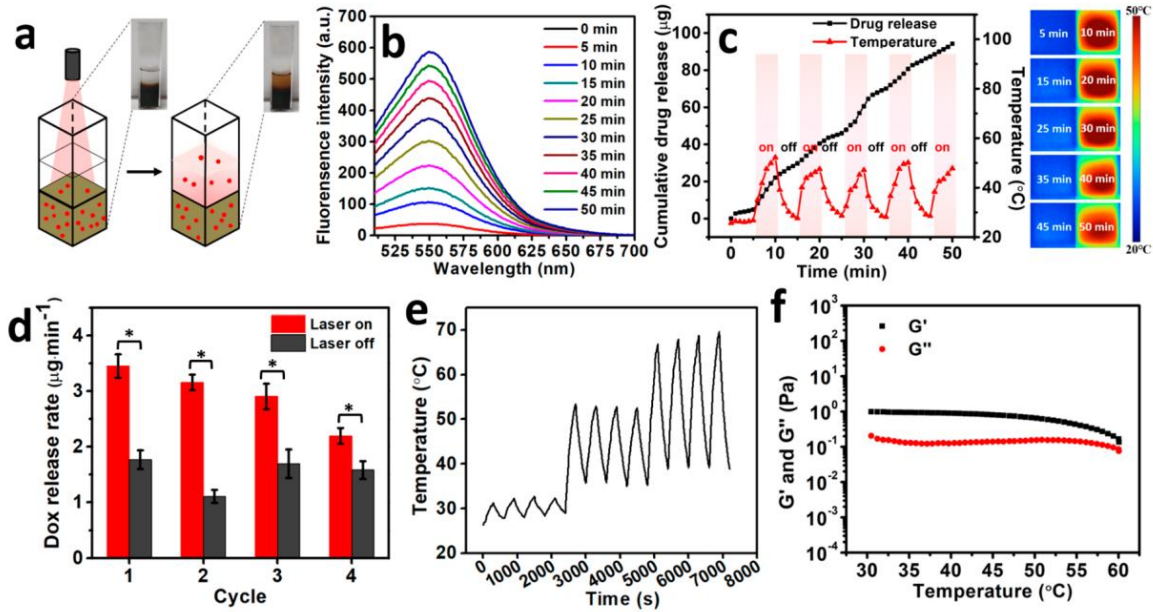 a
b
Fluoresence intensity (a.u.)
700
600
500
400
300
200
100
0
525 550 575 600 625 650 675 700
Wavelength (nm)
0 min
5 min
10 min
15 min
20 min
25 min
30 min
35 min
40 min
45 min
50 min
c
Cumulative drug release (μg)
100
80
60
40
20
0
Drug release
Temperature
on off on off on off on off on
0 10 20 30 40 50
Time (min)
100
80
60
40
20
Temperature (°C)
5 min 10 min
15 min 20 min
25 min 30 min
35 min 40 min
45 min 50 min
50°C
20°C
d
Dox release rate (μg·min⁻¹)
4
3
2
1
0
Laser on
Laser off
* * * *
1 2 3 4
Cycle
e
Temperature (°C)
70
60
50
40
30
20
0 1000 2000 3000 4000 5000 6000 7000 8000
Time (s)
f
G' and G'' (Pa)
10³
10²
10¹
10⁰
10⁻¹
10⁻²
10⁻³
10⁻⁴
G'
G''
30 35 40 45 50 55 60
Temperature (°C)